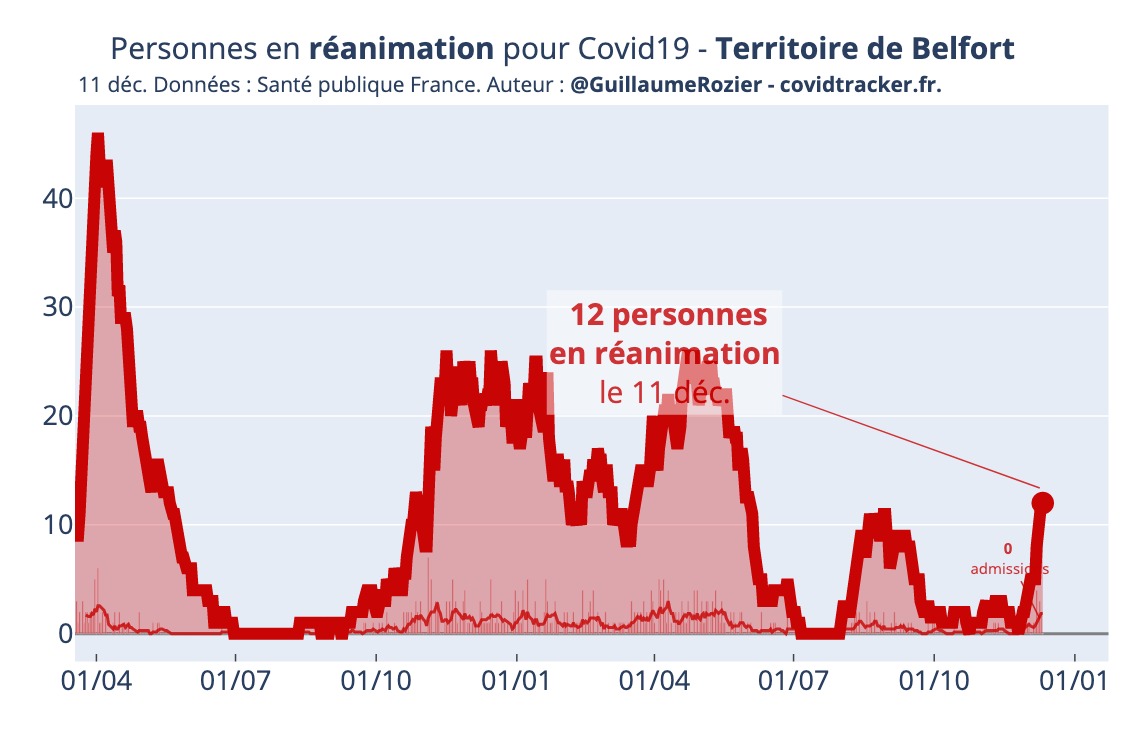 Personnes en réanimation pour Covid19 - Territoire de Belfort
11 déc. Données : Santé publique France. Auteur : @GuillaumeRozier - covidtracker.fr.
40
30
20
10
0
12 personnes
en réanimation
le 11 déc.
0
admissions
01/04 01/07 01/10 01/01 01/04 01/07 01/10 01/01